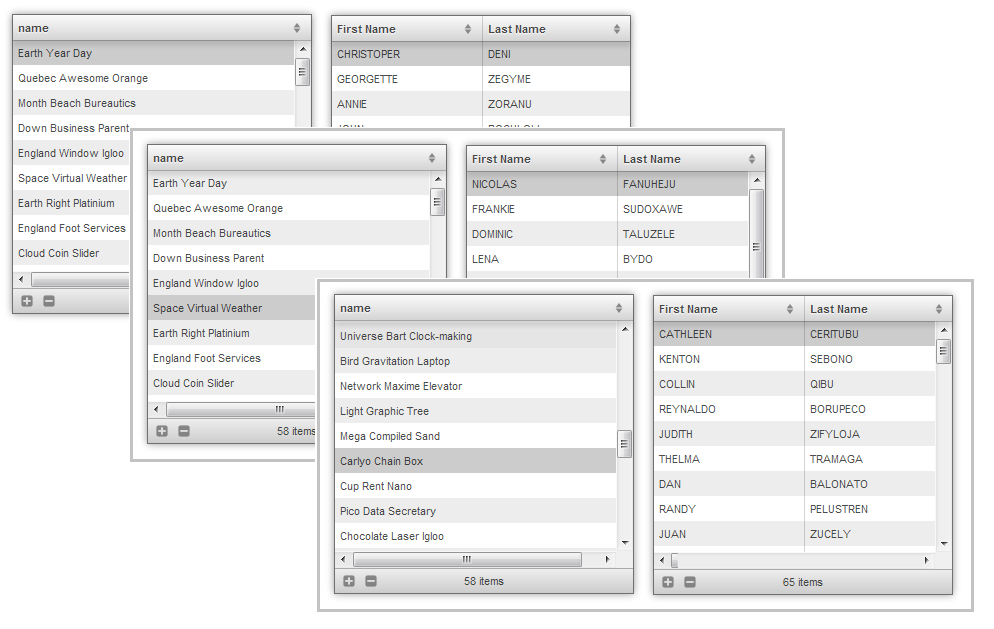 name
Earth Year Day
Quebec Awesome Orange
Month Beach Bureautics
Down Business Parent
England Window Igloo
Space Virtual Weather
Earth Right Platinium
England Foot Services
Cloud Coin Slider
First Name Last Name
CHRISTOPER DENI
GEORGETTE ZEGYME
ANNIE ZORANU
name
Earth Year Day
Quebec Awesome Orange
Month Beach Bureautics
Down Business Parent
England Window Igloo
Space Virtual Weather
Earth Right Platinium
England Foot Services
Cloud Coin Slider
58 items
First Name Last Name
NICOLAS FANUHEJU
FRANKIE SUDOXAWE
DOMINIC TALUZELE
LENA BYDO
name
Universe Bart Clock-making
Bird Gravitation Laptop
Network Maxime Elevator
Light Graphic Tree
Mega Compiled Sand
Carlyo Chain Box
Cup Rent Nano
Pico Data Secretary
Chocolate Laser Igloo
58 items
First Name Last Name
CATHLEEN CERITUBU
KENTON SEBONO
COLLIN QIBU
REYNALDO BORUPECO
JUDITH ZIFYLOJA
THELMA TRAMAGA
DAN BALONATO
RANDY PELUSTREN
JUAN ZUCELY
65 items